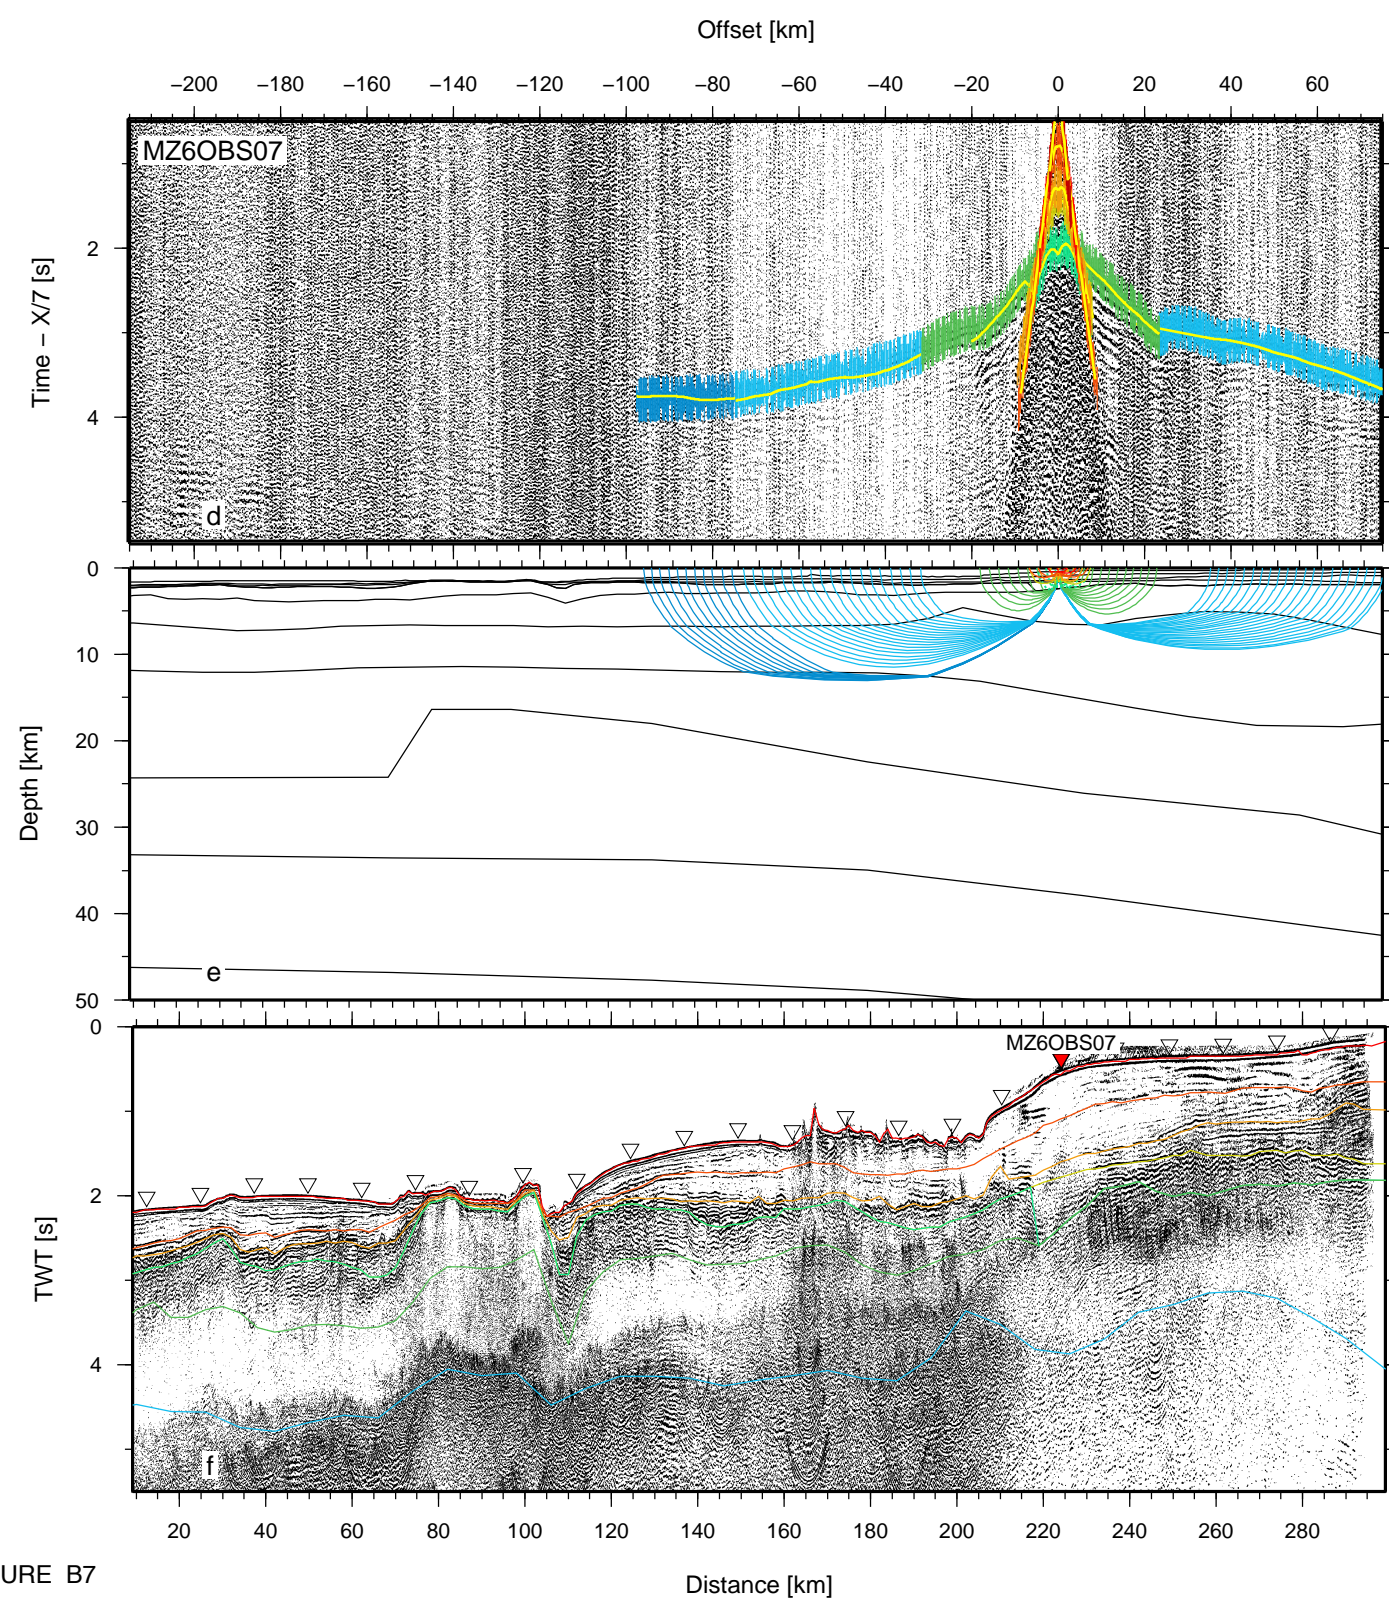 Offset [km]
−200 −180 −160 −140 −120 −100 −80 −60 −40 −20 0 20 40 60
MZ6OBS07
Time − X/7 [s]
2
4
d
Depth [km]
0
10
20
30
40
50
e
TWT [s]
0
2
4
MZ6OBS07
f
20 40 60 80 100 120 140 160 180 200 220 240 260 280
Distance [km]
URE B7